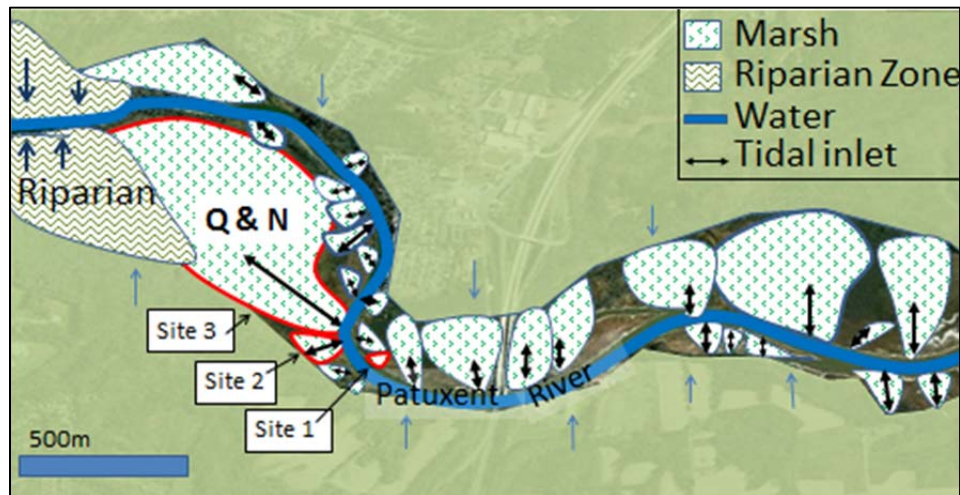 Marsh
Riparian Zone
Water
Tidal inlet
Riparian
Q & N
Site 3
Site 2
Site 1
Patuxent River
500m